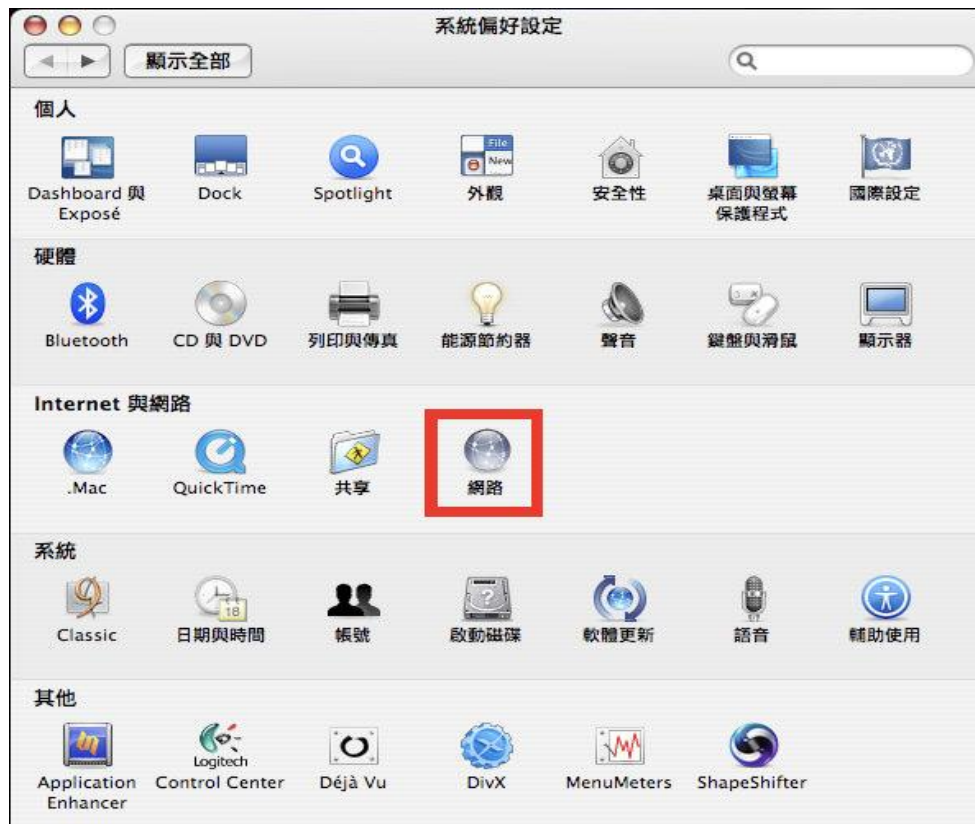 系統偏好設定
顯示全部
個人
File
New
Dashboard 與
Exposé
Dock
Spotlight
外觀
安全性
桌面與螢幕
保護程式
國際設定
硬體
Bluetooth
CD 與 DVD
列印與傳真
能源節約器
聲音
鍵盤與滑鼠
顯示器
Internet 與網路
.Mac
QuickTime
共享
網路
系統
18
Classic
日期與時間
帳號
啟動磁碟
軟體更新
語音
輔助使用
其他
Logitech
Application
Enhancer
Control Center
Déjà Vu
DivX
MenuMeters
ShapeShifter